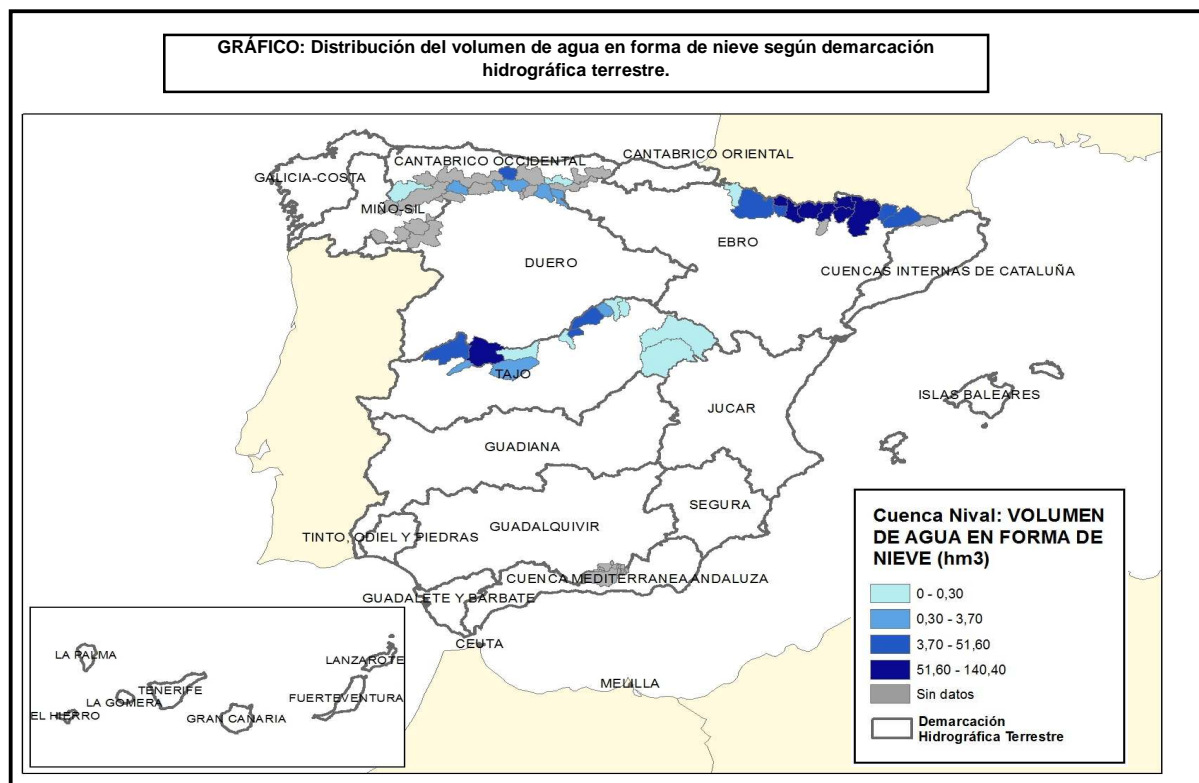 GRÁFICO: Distribución del volumen de agua en forma de nieve según demarcación
hidrográfica terrestre.
CANTABRICO OCCIDENTAL
CANTABRICO ORIENTAL
GALICIA-COSTA
MIÑO-SIL
EBRO
DUERO
CUENCAS INTERNAS DE CATALUÑA
TAJO
ISLAS BALEARES
JUCAR
GUADIANA
SEGURA
GUADALQUIVIR
TINTO, ODIEL Y PIEDRAS
CUENCA MEDITERRANEA ANDALUZA
GUADALETE Y BARBATE
CEUTA
MELILLA
LA PALMA
LANZAROTE
TENERIFE
LA GOMERA
FUERTEVENTURA
EL HIERRO
GRAN CANARIA
Cuenca Nival: VOLUMEN
DE AGUA EN FORMA DE
NIEVE (hm3)
0 - 0,30
0,30 - 3,70
3,70 - 51,60
51,60 - 140,40
Sin datos
Demarcación
Hidrográfica Terrestre